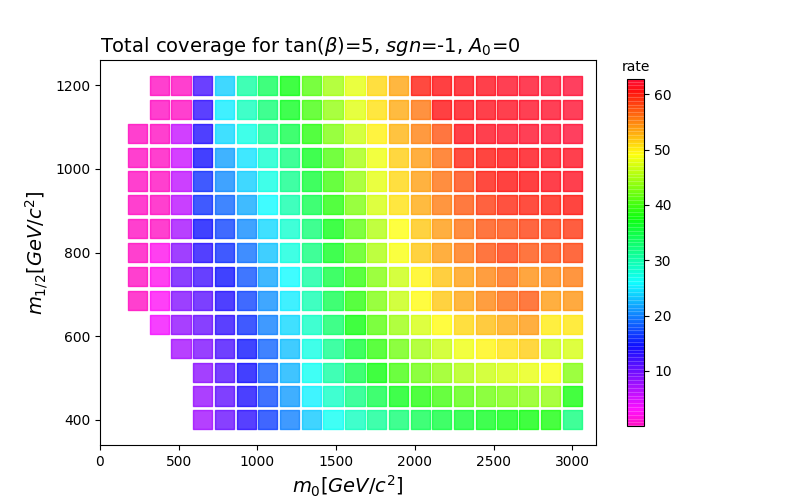 Total coverage for tan(β)=5, sgn=-1, A₀=0
rate
1200
1000
800
600
400
m₁/₂[GeV/c²]
60
50
40
30
20
10
0 500 1000 1500 2000 2500 3000
m₀[GeV/c²]